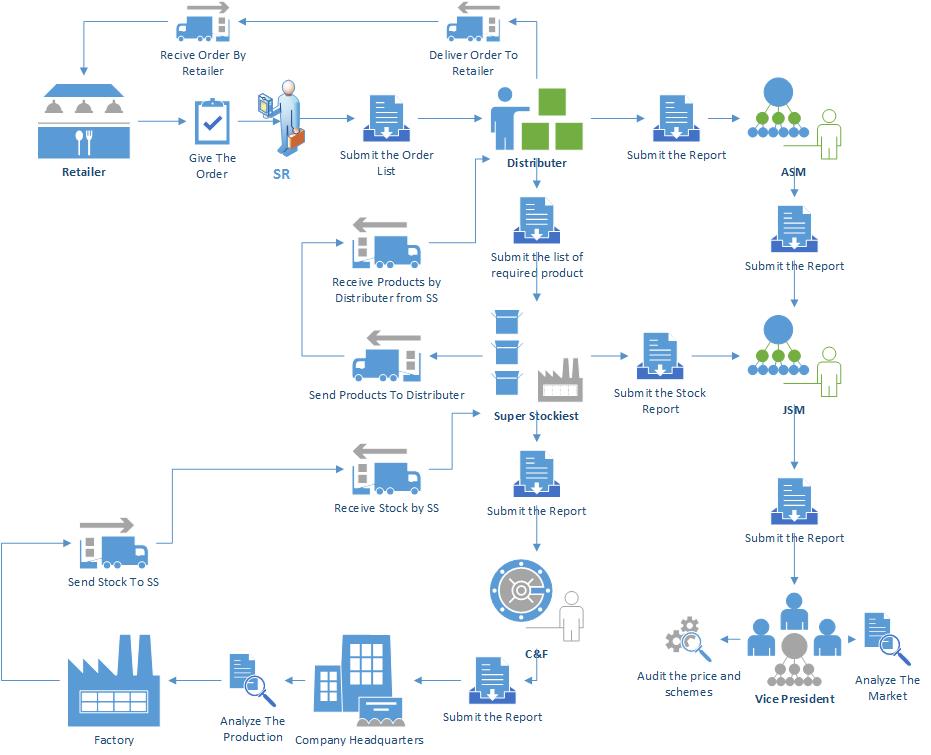 Recive Order By
Retailer
Deliver Order To
Retailer
Retailer
Give The
Order
SR
Submit the Order
List
Distributer
Submit the Report
ASM
Submit the list of
required product
Submit the Report
Receive Products by
Distributer from SS
Send Products To Distributer
Super Stockiest
Submit the Stock
Report
JSM
Receive Stock by SS
Submit the Report
Submit the Report
Send Stock To SS
C&F
Audit the price and
schemes
Vice President
Analyze The
Market
Factory
Analyze The
Production
Company Headquarters
Submit the Report